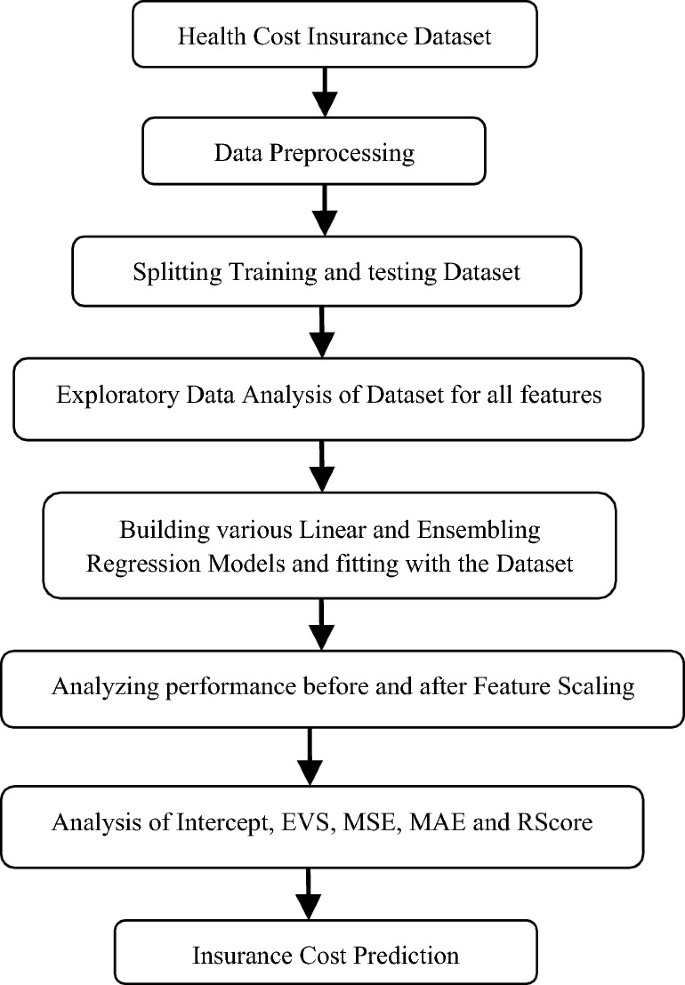 Health Cost Insurance Dataset
Data Preprocessing
Splitting Training and testing Dataset
Exploratory Data Analysis of Dataset for all features
Building various Linear and Ensembling
Regression Models and fitting with the Dataset
Analyzing performance before and after Feature Scaling
Analysis of Intercept, EVS, MSE, MAE and RScore
Insurance Cost Prediction